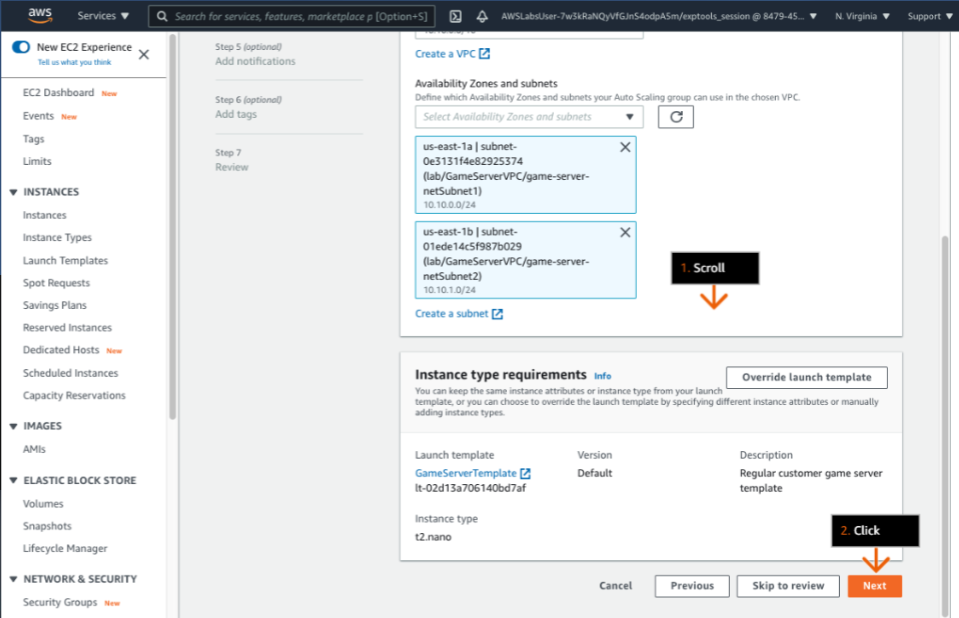 aws
Services ▼
Search for services, features, marketplace p [Option+S]
AWSLabsUser-7w3kRaNQyVfGJnS4odpA5m/exptools_session @ 8479-45... ▼
N. Virginia ▼
Support ▼
New EC2 Experience
Tell us what you think
EC2 Dashboard New
Events New
Tags
Limits
INSTANCES
Instances
Instance Types
Launch Templates
Spot Requests
Savings Plans
Reserved Instances
Dedicated Hosts New
Scheduled Instances
Capacity Reservations
IMAGES
AMIs
ELASTIC BLOCK STORE
Volumes
Snapshots
Lifecycle Manager
NETWORK & SECURITY
Security Groups New
Step 5 (optional)
Add notifications
Step 6 (optional)
Add tags
Step 7
Review
Create a VPC
Availability Zones and subnets
Define which Availability Zones and subnets your Auto Scaling group can use in the chosen VPC.
Select Availability Zones and subnets
us-east-1a | subnet-
0e3131f4e82925374
(lab/GameServerVPC/game-server-
netSubnet1)
10.10.0.0/24
us-east-1b | subnet-
01ede14c5f987b029
(lab/GameServerVPC/game-server-
netSubnet2)
10.10.1.0/24
Create a subnet
1. Scroll
Instance type requirements Info
Override launch template
You can keep the same instance attributes or instance type from your launch
template, or you can choose to override the launch template by specifying different instance attributes or manually
adding instance types.
Launch template
GameServerTemplate
lt-02d13a706140bd7af
Version
Default
Description
Regular customer game server
template
Instance type
t2.nano
2. Click
Cancel
Previous
Skip to review
Next